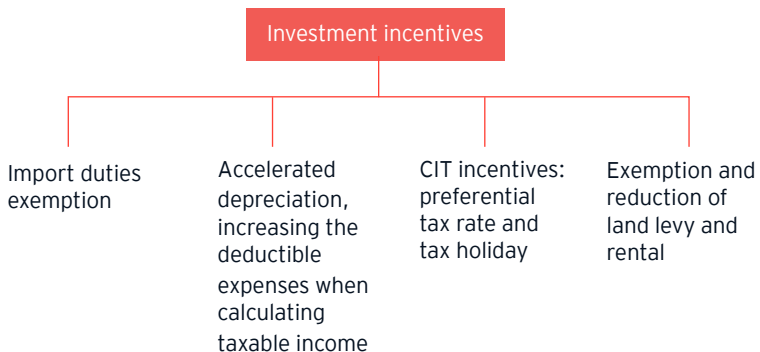 Investment incentives
Import duties
exemption
Accelerated
depreciation,
increasing the
deductible
expenses when
calculating
taxable income
CIT incentives:
preferential
tax rate and
tax holiday
Exemption and
reduction of
land levy and
rental